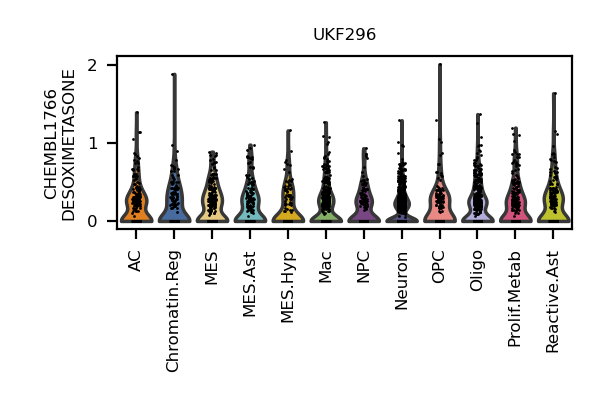 UKF296
CHEMBL1766
DESOXIMETASONE
2
1
0
AC
Chromatin.Reg
MES
MES.Ast
MES.Hyp
Mac
NPC
Neuron
OPC
Oligo
Prolif.Metab
Reactive.Ast